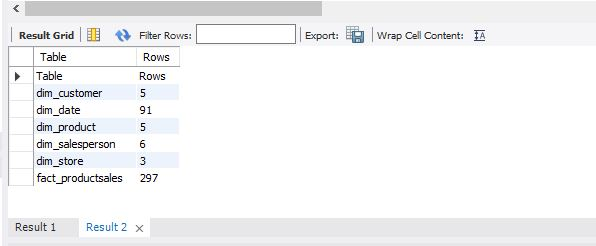 Result Grid Filter Rows: Export: Wrap Cell Content:
Table Rows
Table Rows
dim_customer 5
dim_date 91
dim_product 5
dim_salesperson 6
dim_store 3
fact_productsales 297
Result 1 Result 2 ×